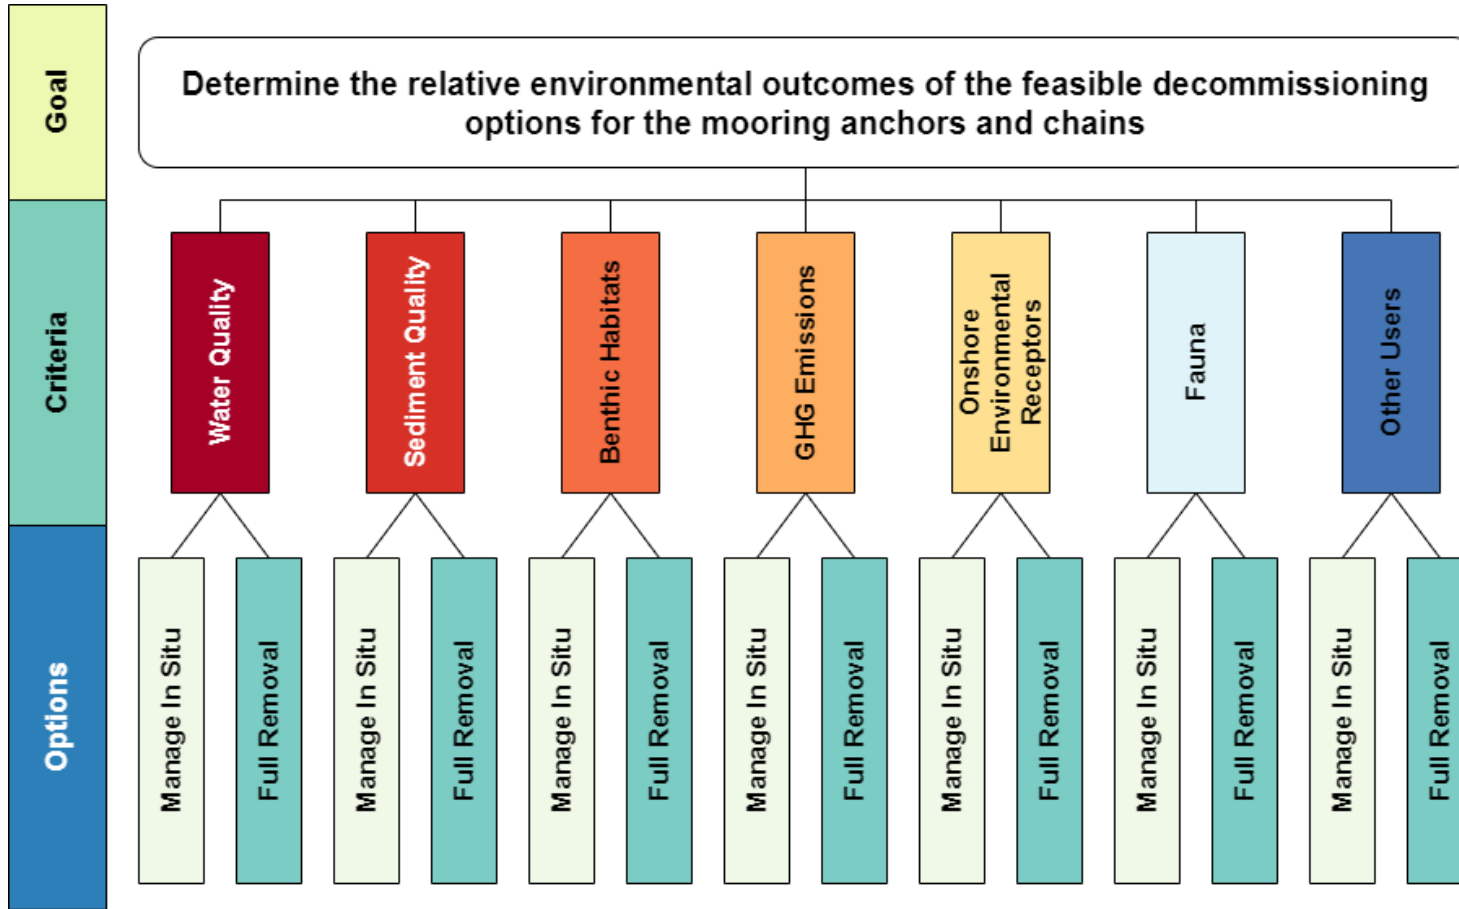 Goal
Determine the relative environmental outcomes of the feasible decommissioning
options for the mooring anchors and chains
Criteria
Water Quality
Sediment Quality
Benthic Habitats
GHG Emissions
Onshore
Environmental
Receptors
Fauna
Other Users
Options
Manage In Situ
Full Removal
Manage In Situ
Full Removal
Manage In Situ
Full Removal
Manage In Situ
Full Removal
Manage In Situ
Full Removal
Manage In Situ
Full Removal
Manage In Situ
Full Removal